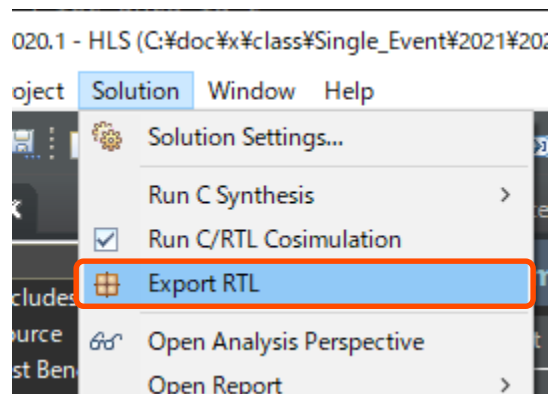 020.1 - HLS (C:¥doc¥x¥class¥Single_Event¥2021¥202
oject Solution Window Help
Solution Settings...
Run C Synthesis >
Run C/RTL Cosimulation
Export RTL
cludes
ource
Open Analysis Perspective
st Ben
Open Report >